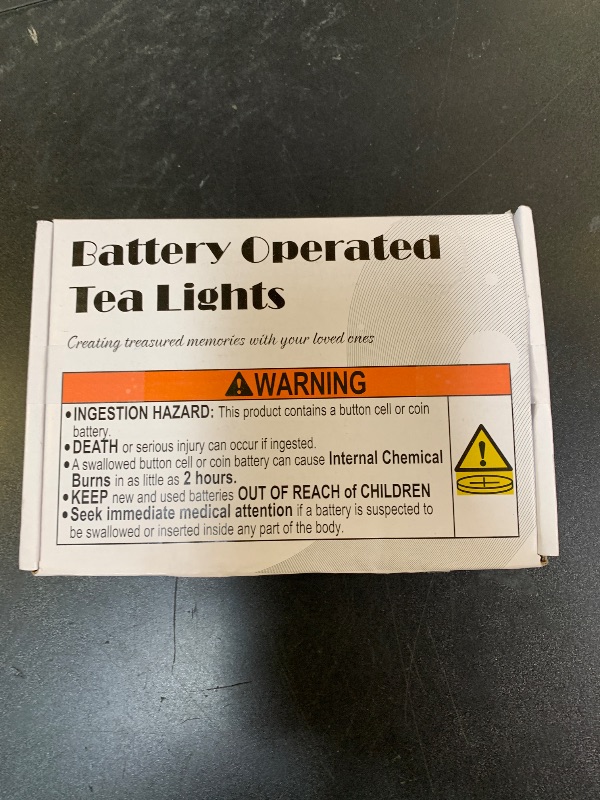 Battery Operated
Tea Lights
Creating treasured memories with your loved ones
WARNING
• INGESTION HAZARD: This product contains a button cell or coin
battery.
• DEATH or serious injury can occur if ingested.
• A swallowed button cell or coin battery can cause Internal Chemical
Burns in as little as 2 hours.
• KEEP new and used batteries OUT OF REACH of CHILDREN
• Seek immediate medical attention if a battery is suspected to
be swallowed or inserted inside any part of the body.